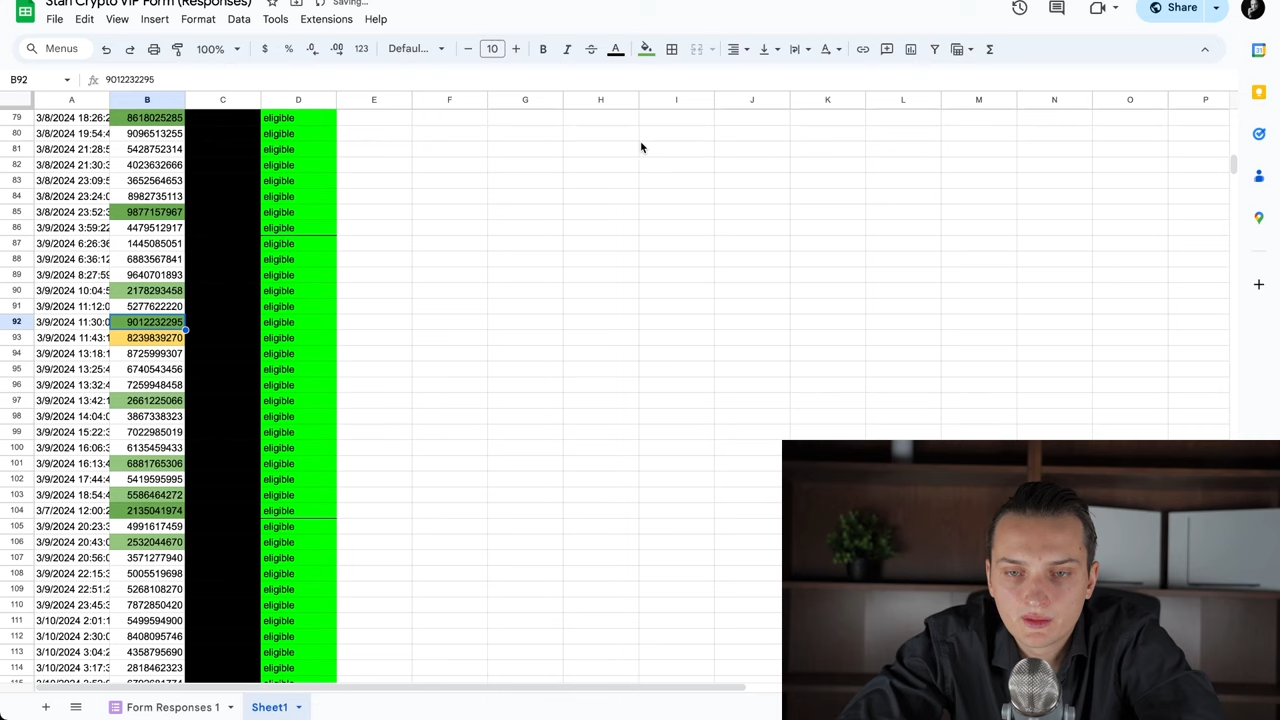 Stan Crypto VIP Form (Responses)
Saving...
File Edit View Insert Format Data Tools Extensions Help
Share
Menus 100% $ % .0 .00 123 Defaul... 10 B I A
B92 fx 9012232295
A B C D E F G H I J K L M N O P
79 3/8/2024 18:26:2 8618025285 eligible
80 3/8/2024 19:54:4 9096513255 eligible
81 3/8/2024 21:28:5 5428752314 eligible
82 3/8/2024 21:30:3 4023632666 eligible
83 3/8/2024 23:09:5 3652564653 eligible
84 3/8/2024 23:24:0 8982735113 eligible
85 3/8/2024 23:52:3 9877157967 eligible
86 3/9/2024 3:59:22 4479512917 eligible
87 3/9/2024 6:26:36 1445085051 eligible
88 3/9/2024 6:36:12 6883567841 eligible
89 3/9/2024 8:27:59 9640701893 eligible
90 3/9/2024 10:04:5 2178293458 eligible
91 3/9/2024 11:12:0 5277622220 eligible
92 3/9/2024 11:30:0 9012232295 eligible
93 3/9/2024 11:43:1 8239839270 eligible
94 3/9/2024 13:18:1 8725999307 eligible
95 3/9/2024 13:25:4 6740543456 eligible
96 3/9/2024 13:32:4 7259948458 eligible
97 3/9/2024 13:42:1 2661225066 eligible
98 3/9/2024 14:04:0 3867338323 eligible
99 3/9/2024 15:22:3 7022985019 eligible
100 3/9/2024 16:06:3 6135459433 eligible
101 3/9/2024 16:13:4 6881765306 eligible
102 3/9/2024 17:44:4 5419595995 eligible
103 3/9/2024 18:54:4 5586464272 eligible
104 3/7/2024 12:00:2 2135041974 eligible
105 3/9/2024 20:23:3 4991617459 eligible
106 3/9/2024 20:43:0 2532044670 eligible
107 3/9/2024 20:56:0 3571277940 eligible
108 3/9/2024 22:15:3 5005519698 eligible
109 3/9/2024 22:51:2 5268108270 eligible
110 3/9/2024 23:45:3 7872850420 eligible
111 3/10/2024 2:01:1 5499594900 eligible
112 3/10/2024 2:30:0 8408095746 eligible
113 3/10/2024 3:04:2 4358795690 eligible
114 3/10/2024 3:17:3 2818462323 eligible
Form Responses 1 Sheet1